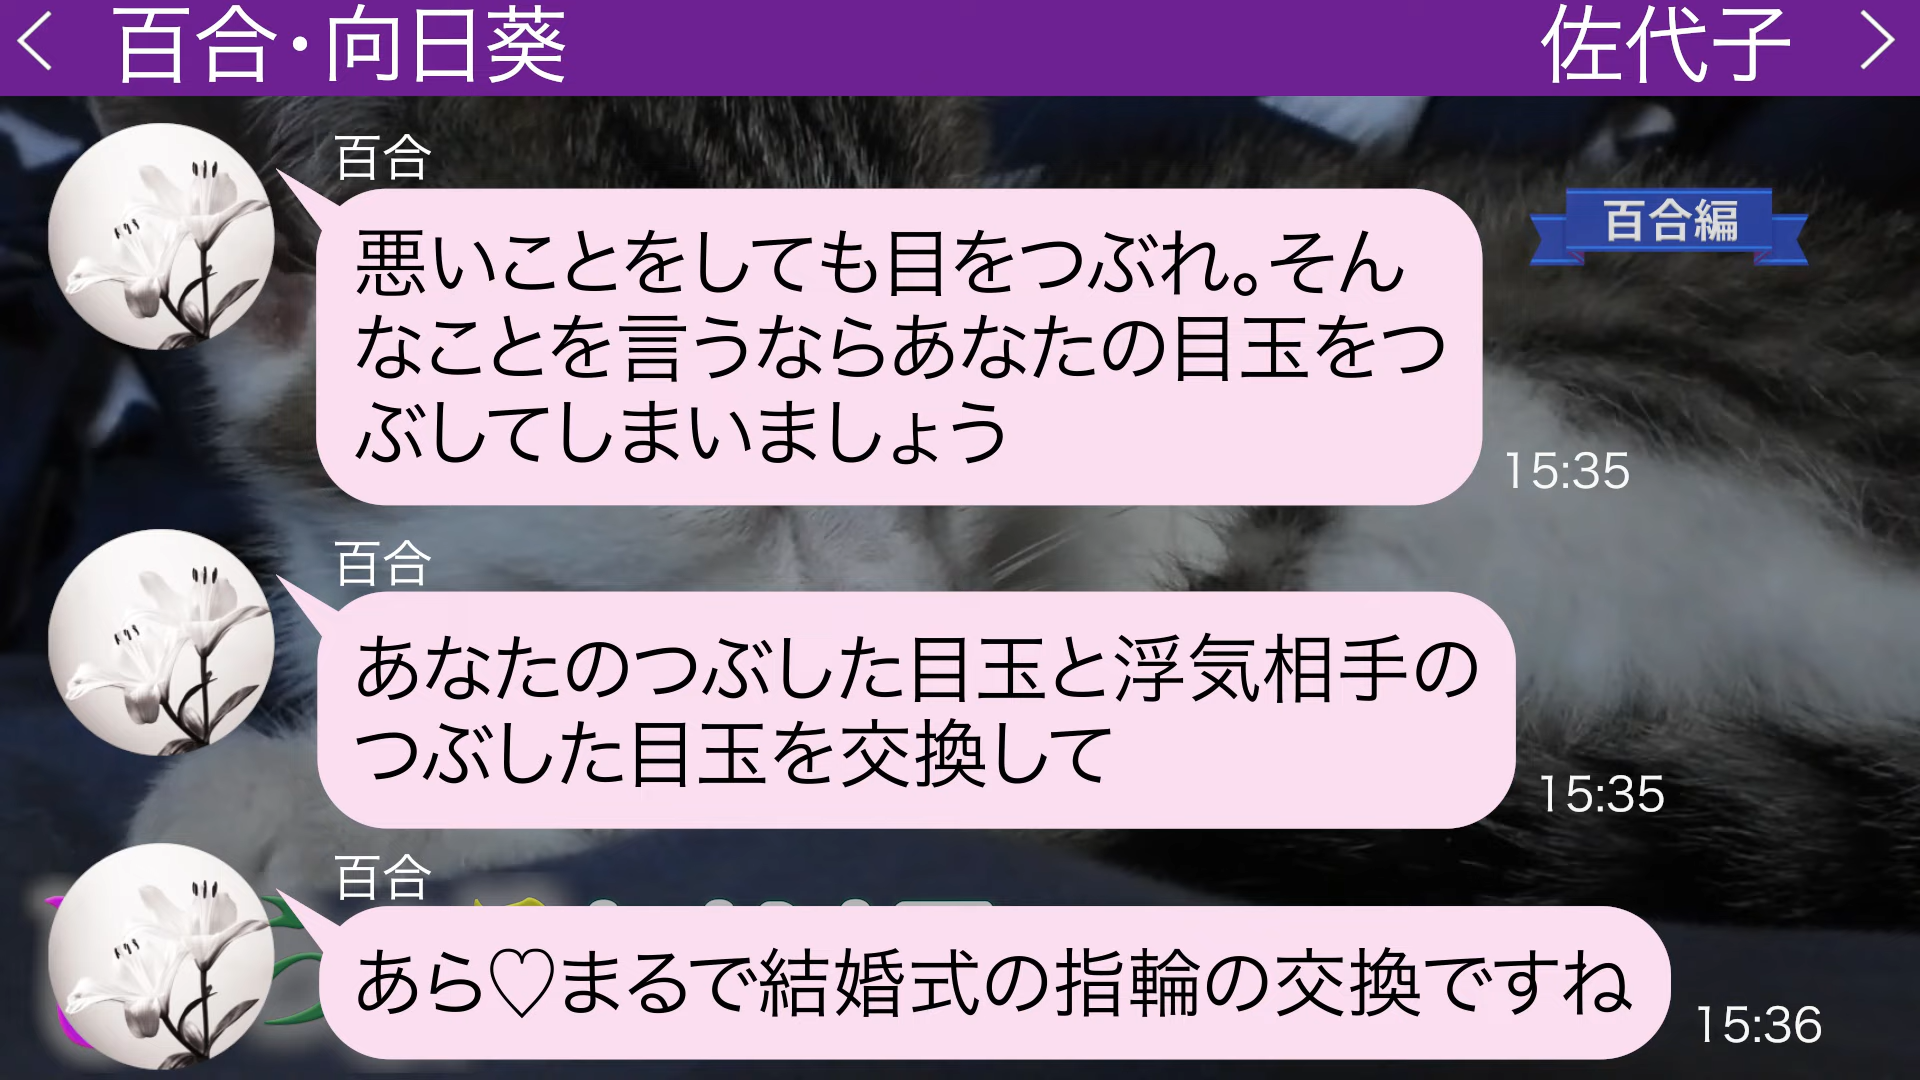 百合・向日葵
佐代子
百合
百合編
悪いことをしても目をつぶれ。そん
なことを言うならあなたの目玉をつ
ぶしてしまいましょう
15:35
百合
あなたのつぶした目玉と浮気相手の
つぶした目玉を交換して
15:35
百合
あら♡まるで結婚式の指輪の交換ですね
15:36